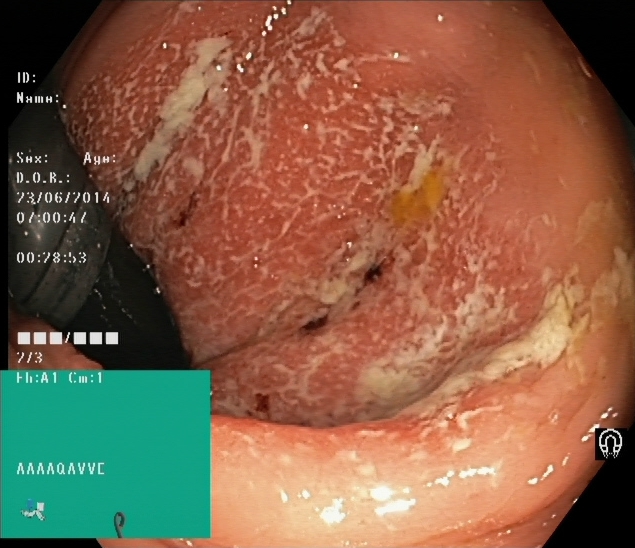 ID:
Name:
Sex: Age:
D.O.B.:
23/06/2014
07:00:47
00:28:53
■■■/■■■
2/3
Eh:A1 Cm:1
AAAAQAVVE